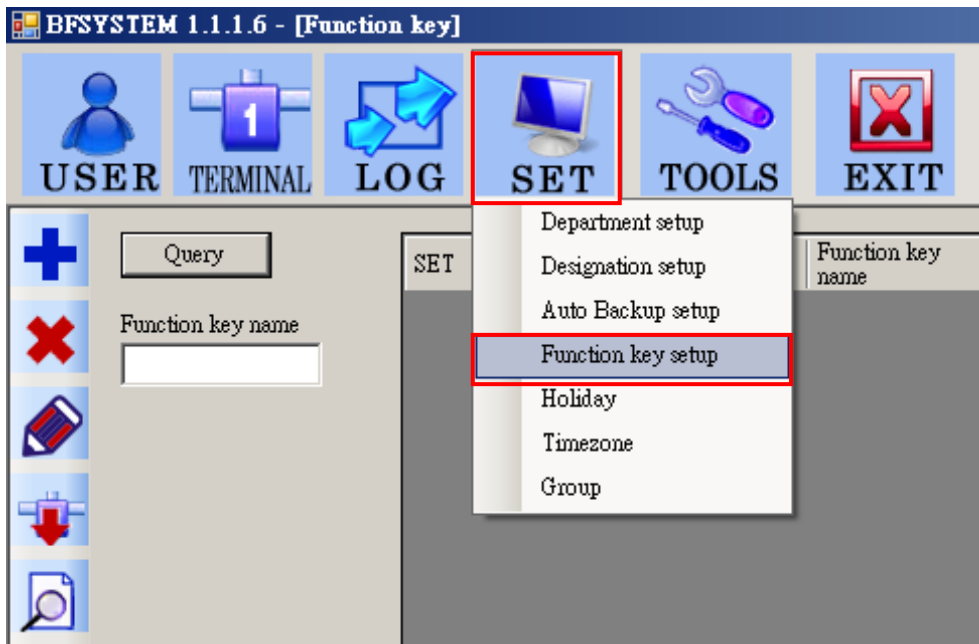 BFSYSTEM 1.1.1.6 - [Function key]
USER
TERMINAL
1
LOG
SET
TOOLS
EXIT
Query
Function key name
SET
Function key
name
Department setup
Designation setup
Auto Backup setup
Function key setup
Holiday
Timezone
Group